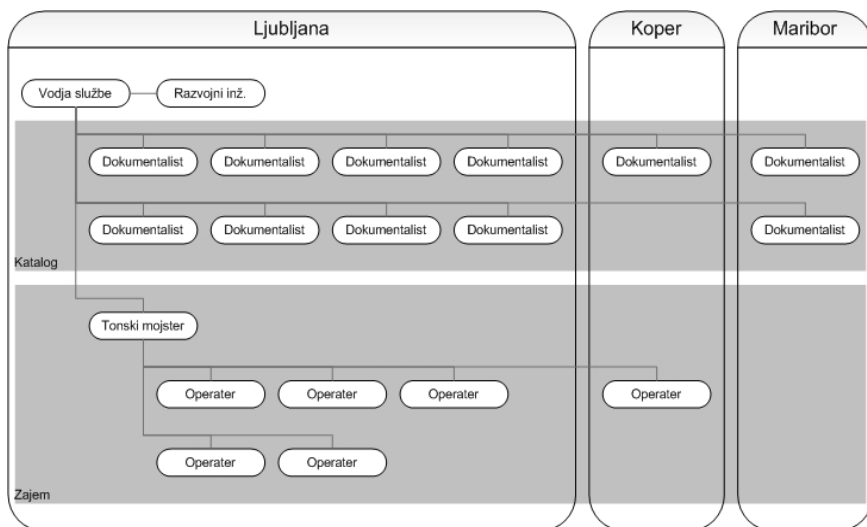 Ljubljana
Koper
Maribor
Vodja službe
Razvojni inž.
Dokumentalist
Dokumentalist
Dokumentalist
Dokumentalist
Dokumentalist
Dokumentalist
Dokumentalist
Dokumentalist
Dokumentalist
Dokumentalist
Dokumentalist
Katalog
Tonski mojster
Operater
Operater
Operater
Operater
Operater
Operater
Zajem